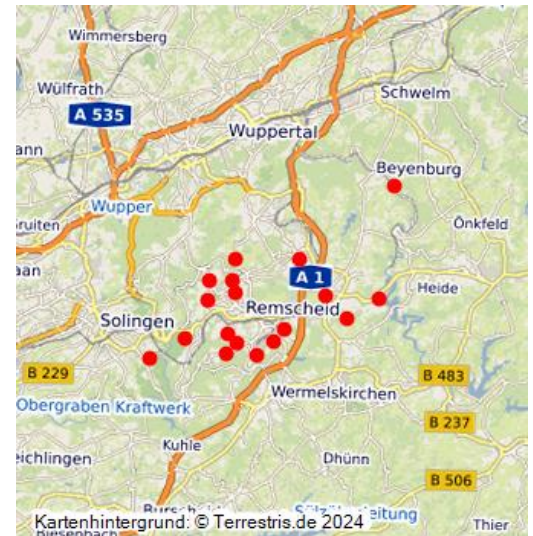 Wimmersberg
Wülfrath
A 535
Schwelm
Wuppertal
ann
Beyenburg
Wupper
ruiten
Önkfeld
aan
A 1
Heide
Remscheid
Solingen
B 229
B 483
Wermelskirchen
Obergraben Kraftwerk
B 237
Kuhle
eichlingen
Dhünn
B 506
Kartenhintergrund: © Terrestris.de 2024
Thier